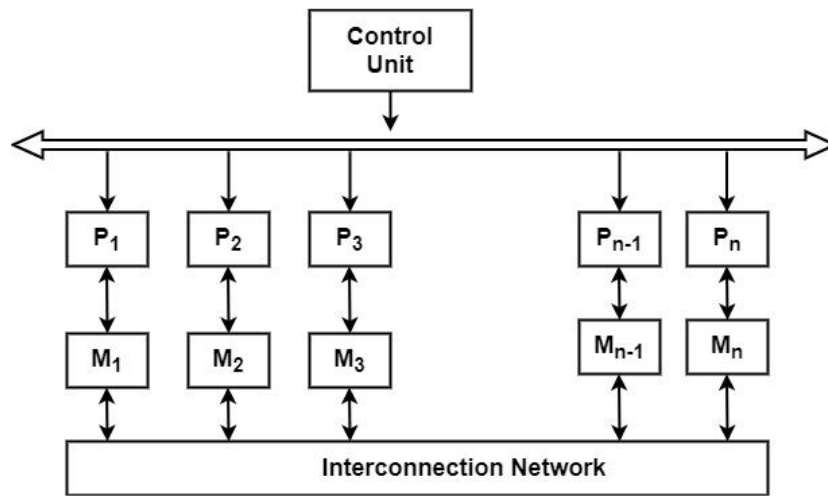 Control
Unit
P₁ P₂ P₃ Pₙ₋₁ Pₙ
M₁ M₂ M₃ Mₙ₋₁ Mₙ
Interconnection Network